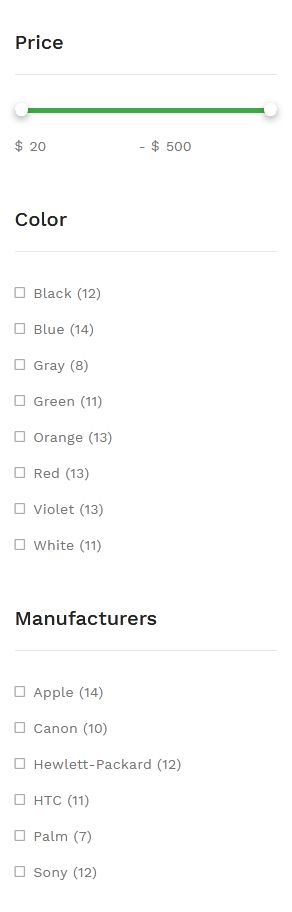 Price
$ 20 - $ 500
Color
Black (12)
Blue (14)
Gray (8)
Green (11)
Orange (13)
Red (13)
Violet (13)
White (11)
Manufacturers
Apple (14)
Canon (10)
Hewlett-Packard (12)
HTC (11)
Palm (7)
Sony (12)